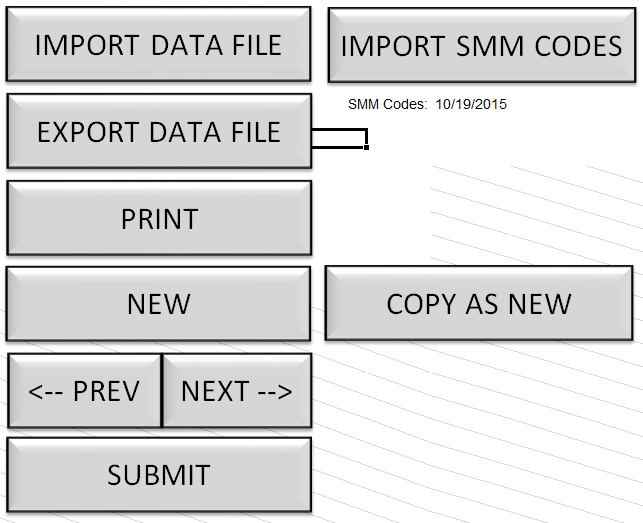 IMPORT DATA FILE
IMPORT SMM CODES
SMM Codes: 10/19/2015
EXPORT DATA FILE
PRINT
NEW
COPY AS NEW
<-- PREV
NEXT -->
SUBMIT